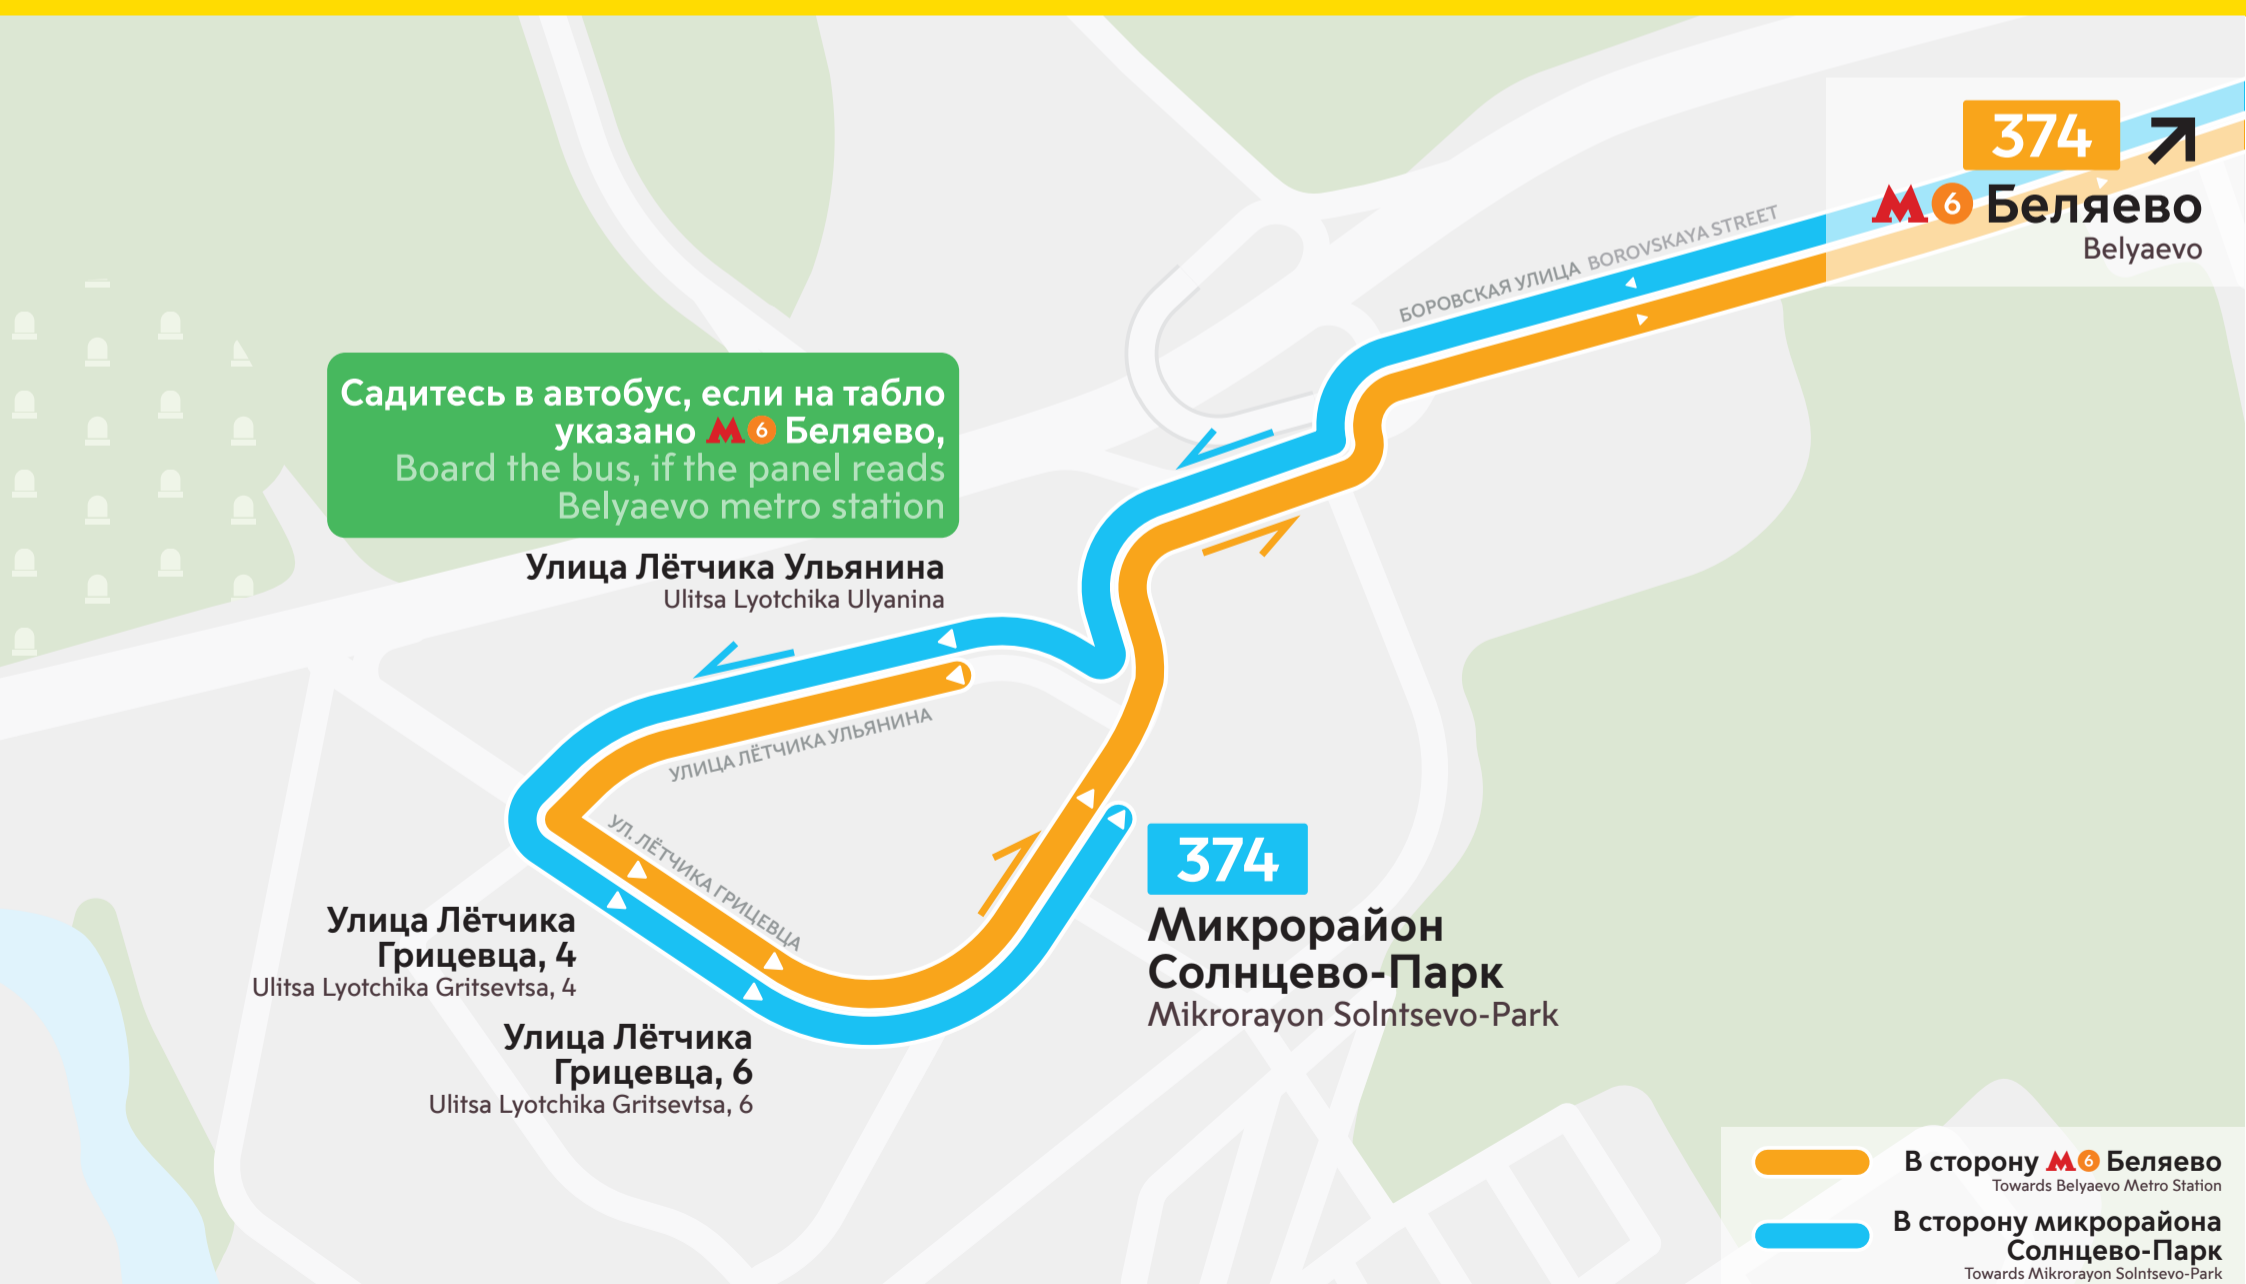 374
М 6 Беляево
Belyaevo
БОРОВСКАЯ УЛИЦА BOROVSKAYA STREET
Садитесь в автобус, если на табло
указано М 6 Беляево,
Board the bus, if the panel reads
Belyaevo metro station
Улица Лётчика Ульянина
Ulitsa Lyotchika Ulyanina
УЛИЦА ЛЁТЧИКА УЛЬЯНИНА
УЛ. ЛЁТЧИКА ГРИЦЕВЦА
374
Микрорайон
Солнцево-Парк
Mikrorayon Solntsevo-Park
Улица Лётчика
Грицевца, 4
Ulitsa Lyotchika Gritsevtsa, 4
Улица Лётчика
Грицевца, 6
Ulitsa Lyotchika Gritsevtsa, 6
В сторону М 6 Беляево
Towards Belyaevo Metro Station
В сторону микрорайона
Солнцево-Парк
Towards Mikrorayon Solntsevo-Park